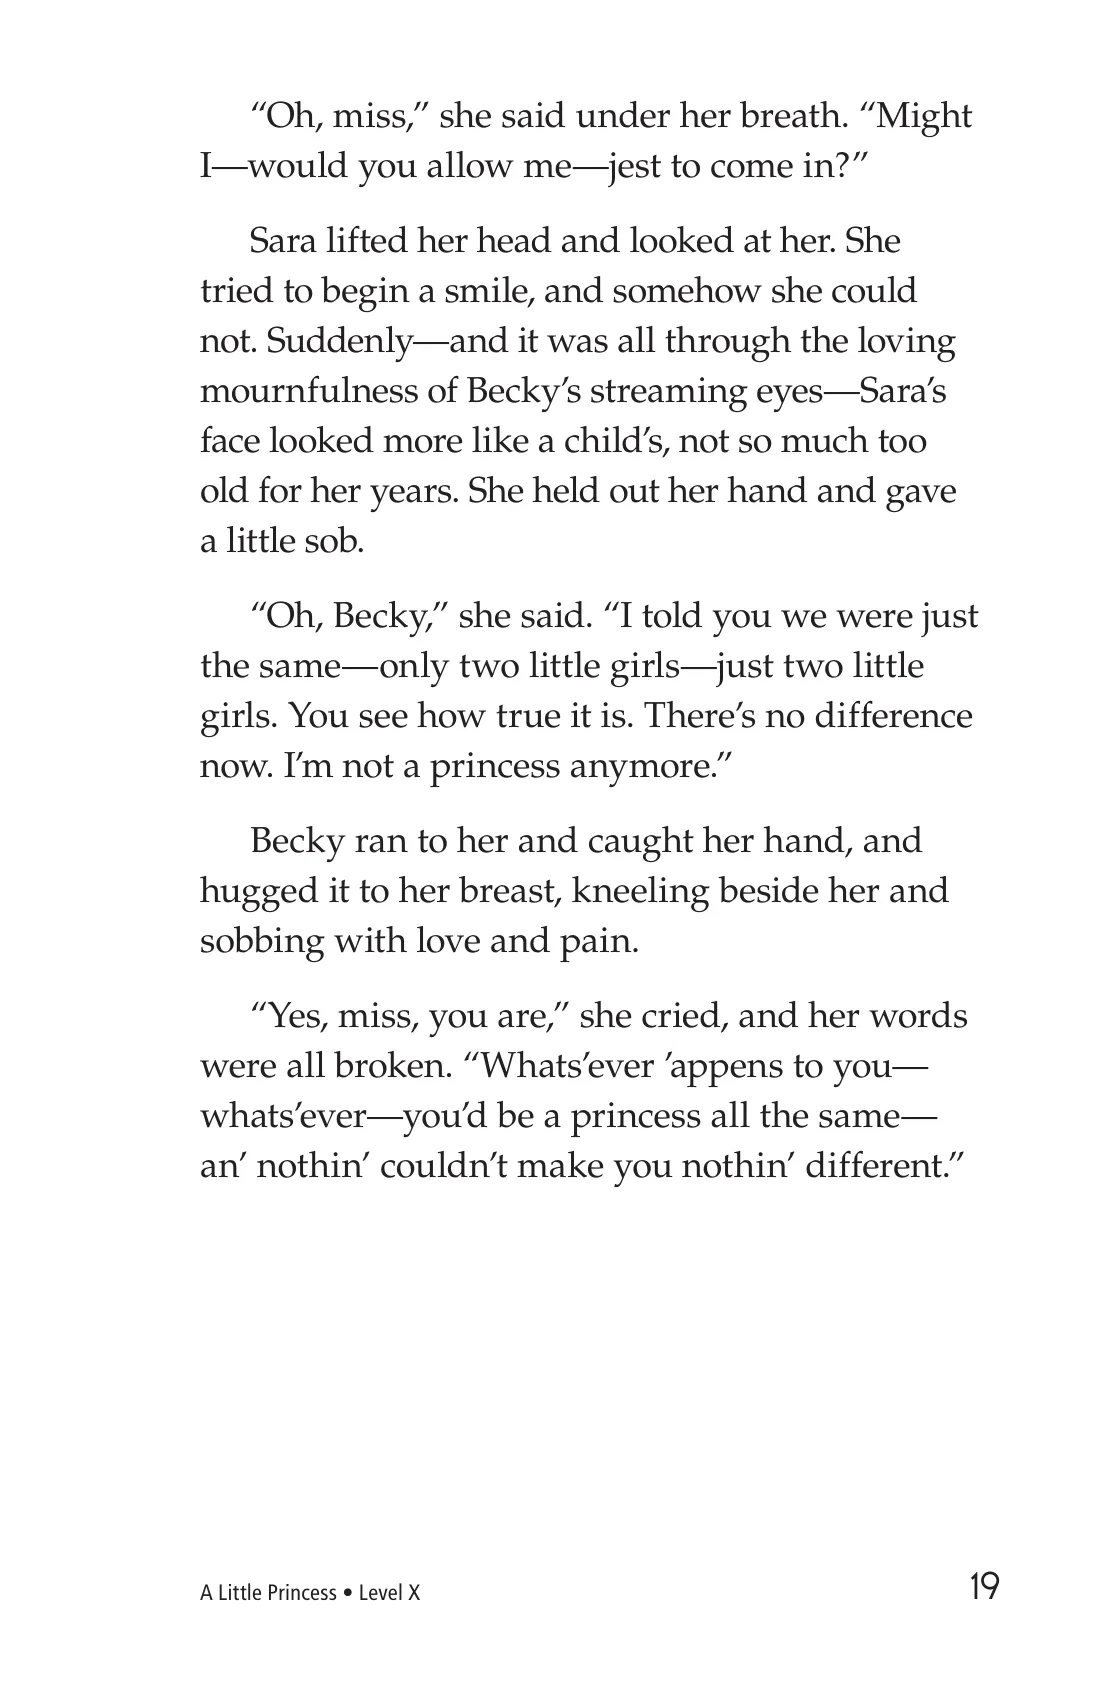 “Oh, miss,” she said under her breath. “Might
I—would you allow me—jest to come in?”
Sara lifted her head and looked at her. She
tried to begin a smile, and somehow she could
not. Suddenly—and it was all through the loving
mournfulness of Becky’s streaming eyes—Sara’s
face looked more like a child’s, not so much too
old for her years. She held out her hand and gave
a little sob.
“Oh, Becky,” she said. “I told you we were just
the same—only two little girls—just two little
girls. You see how true it is. There’s no difference
now. I’m not a princess anymore.”
Becky ran to her and caught her hand, and
hugged it to her breast, kneeling beside her and
sobbing with love and pain.
“Yes, miss, you are,” she cried, and her words
were all broken. “Whats’ever ’appens to you—
whats’ever—you’d be a princess all the same—
an’ nothin’ couldn’t make you nothin’ different.”
A Little Princess • Level X
19